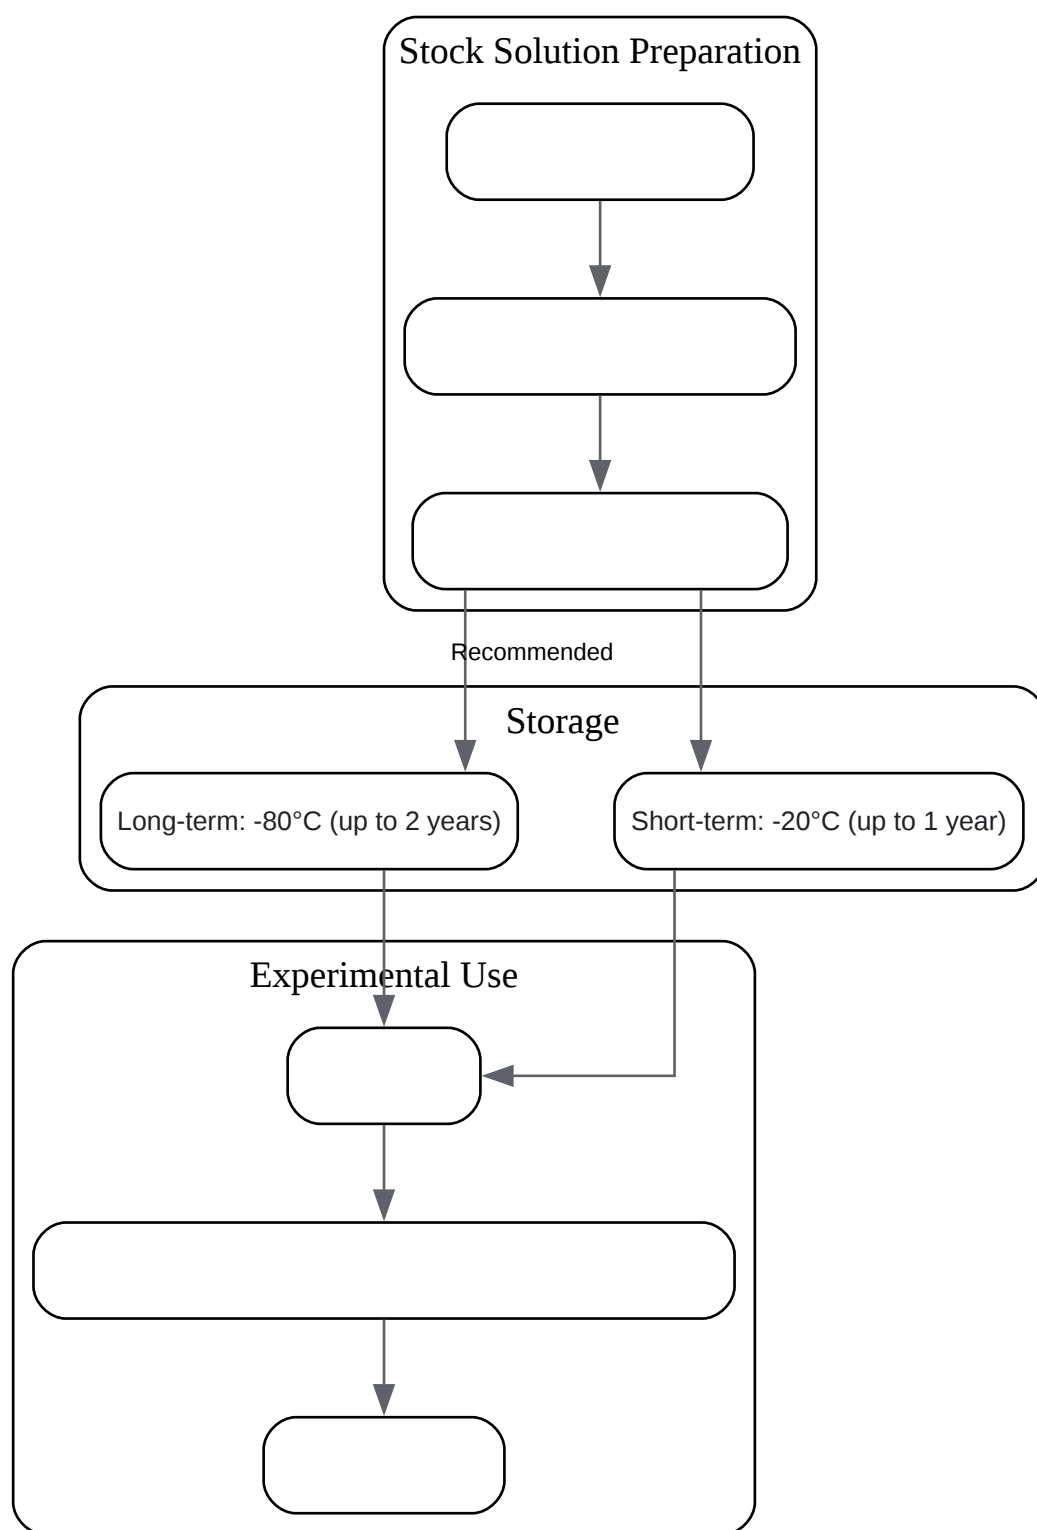 Stock Solution Preparation
Recommended
Storage
Long-term: -80°C (up to 2 years)
Short-term: -20°C (up to 1 year)
Experimental Use